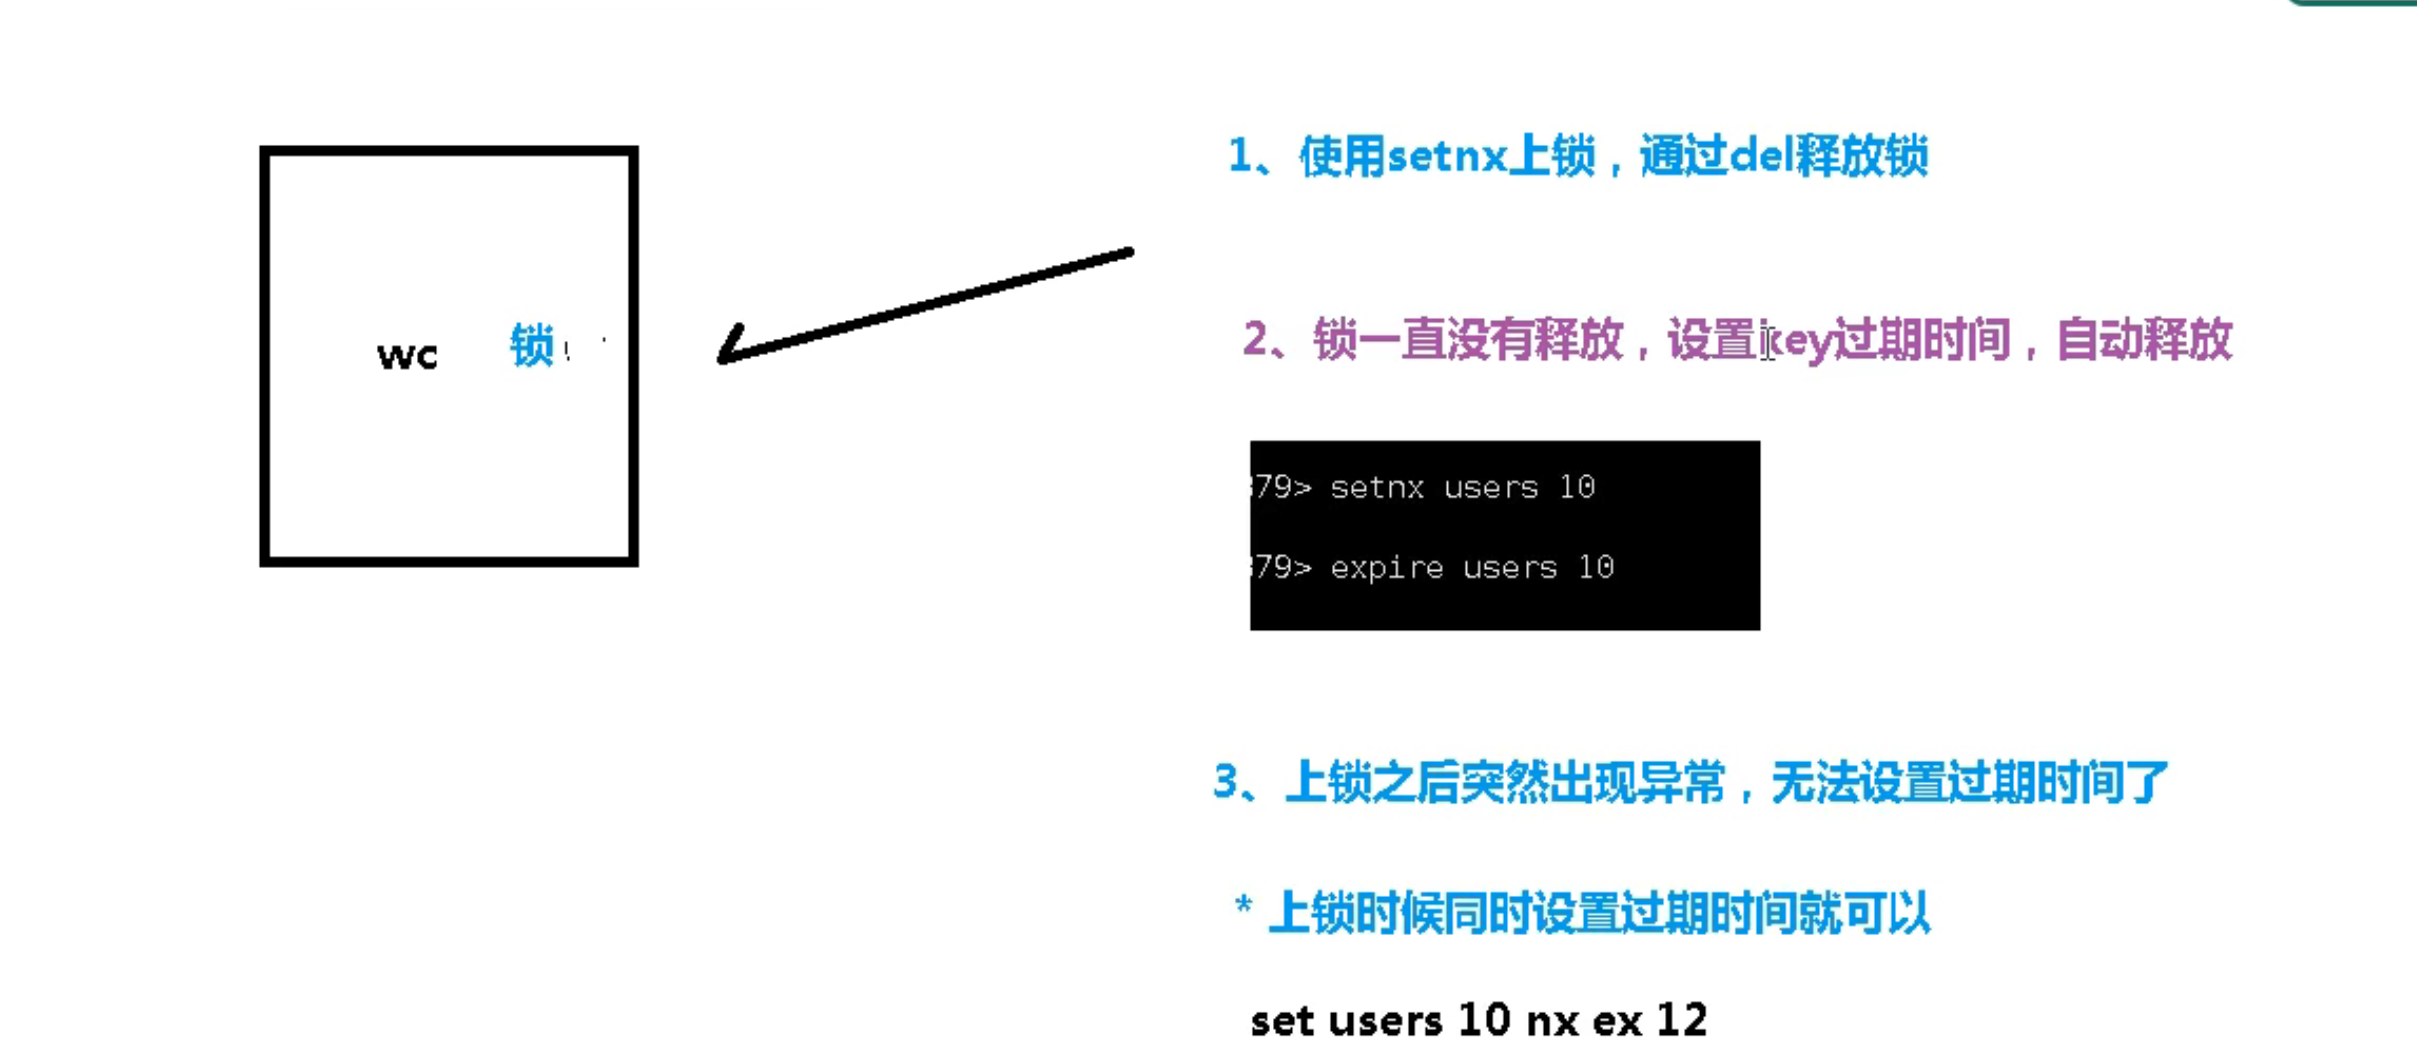 1、使用setnx上锁，通过del释放锁
wc 锁
2、锁一直没有释放，设置key过期时间，自动释放
79> setnx users 10
79> expire users 10
3、上锁之后突然出现异常，无法设置过期时间了
* 上锁时候同时设置过期时间就可以
set users 10 nx ex 12